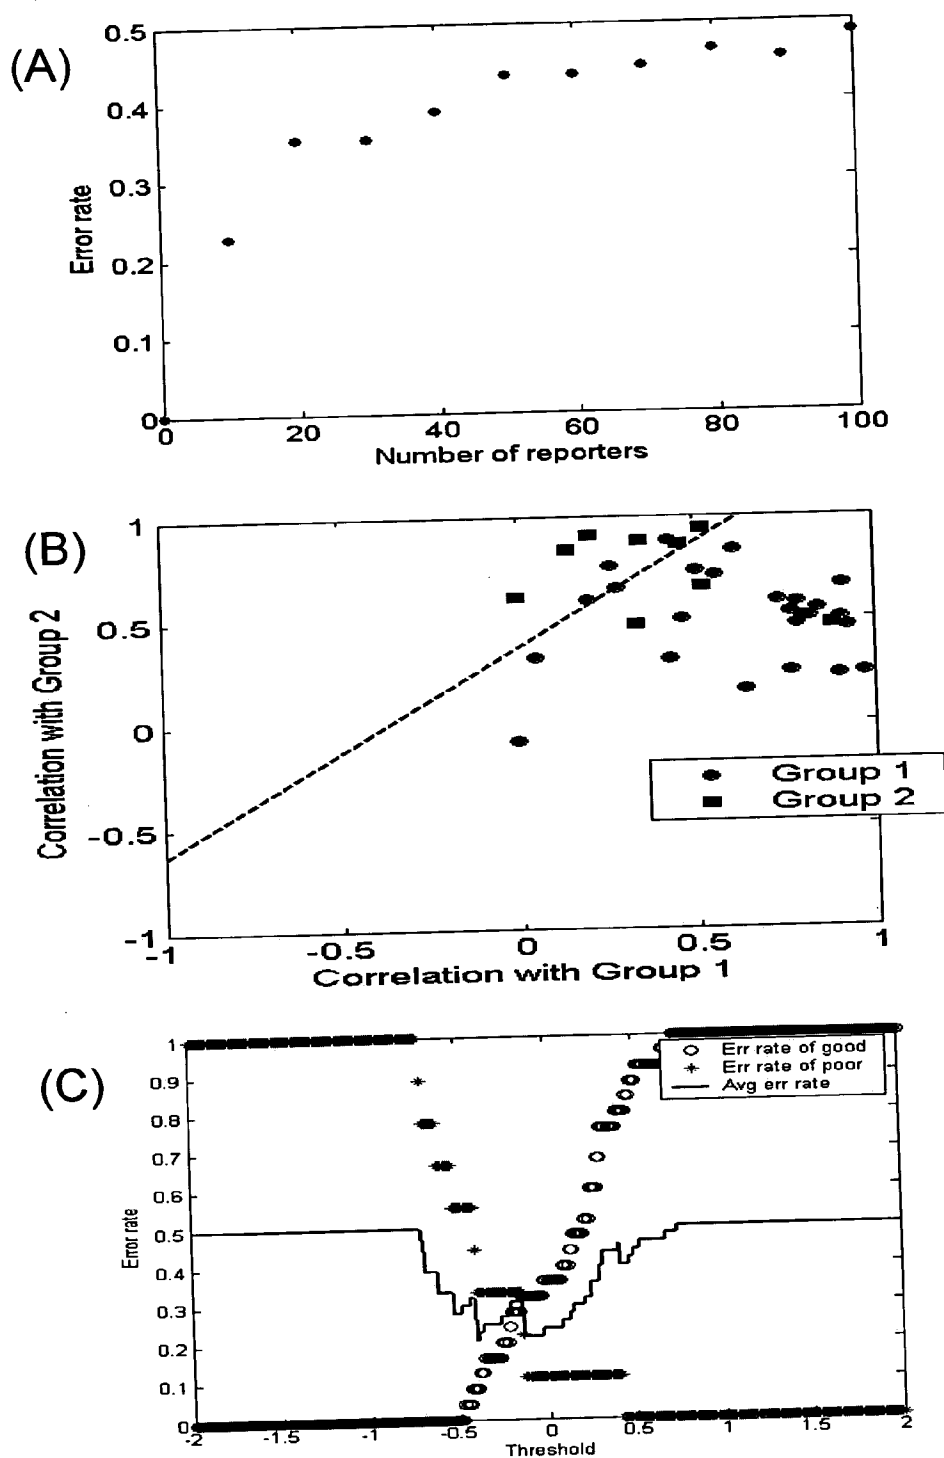 (A)
Error rate
0.5
0.4
0.3
0.2
0.1
0
0 20 40 60 80 100
Number of reporters
(B)
Correlation with Group 2
1
0.5
0
-0.5
-1
-1 -0.5 0 0.5 1
Correlation with Group 1
Group 1
Group 2
(C)
Error rate
1
0.9
0.8
0.7
0.6
0.5
0.4
0.3
0.2
0.1
0
-2 -1.5 -1 -0.5 0 0.5 1 1.5 2
Threshold
Err rate of good
Err rate of poor
Avg err rate